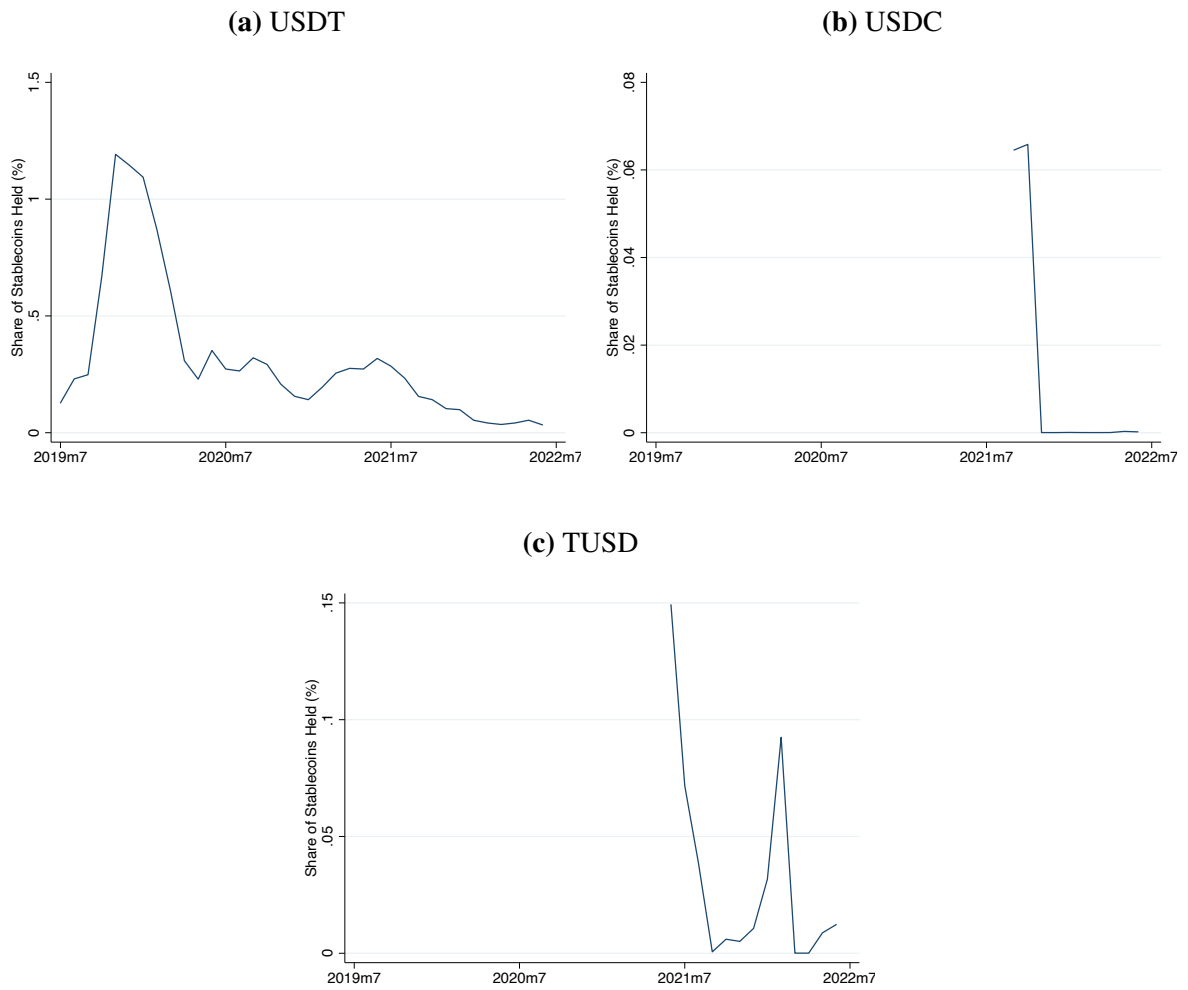 (a) USDT
Share of Stablecoins Held (%)
1.5
1
.5
0
2019m7 2020m7 2021m7 2022m7
(b) USDC
Share of Stablecoins Held (%)
.08
.06
.04
.02
0
2019m7 2020m7 2021m7 2022m7
(c) TUSD
Share of Stablecoins Held (%)
.15
.1
.05
0
2019m7 2020m7 2021m7 2022m7